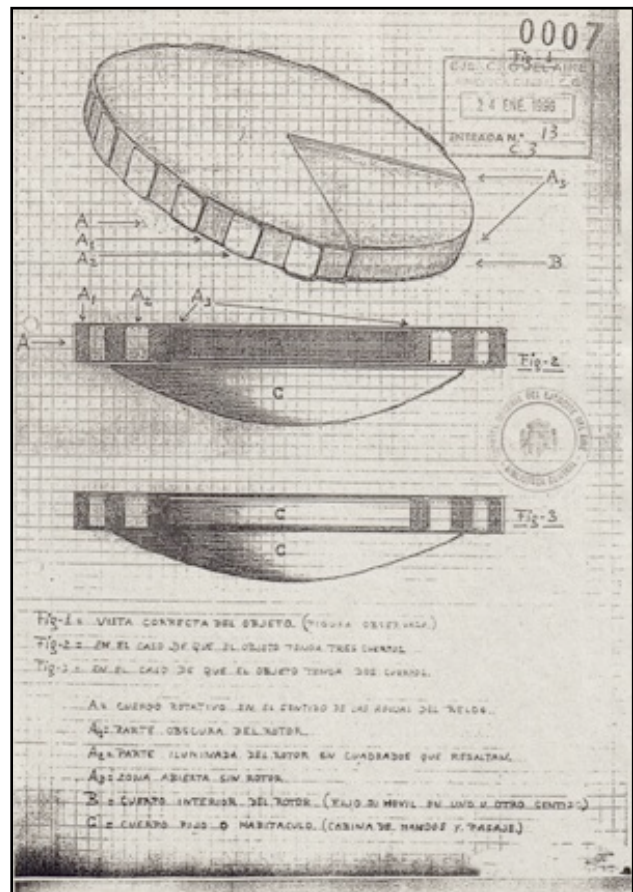 0007
Fig-1
24 ENE. 1996
ENTRADA N.º 13
C.3
A₃
A
A₁
A₂
B
A₁ A₂ A₃
A
Fig-2
C
C
Fig-3
C
Fig-1= VISTA CORRECTA DEL OBJETO. (FIGURA OBSERVADA.)
Fig-2= EN EL CASO DE QUE EL OBJETO TENGA TRES CUERPOS.
Fig-3= EN EL CASO DE QUE EL OBJETO TENGA DOS CUERPOS.
A= CUERPO ROTATIVO EN EL SENTIDO DE LAS AGUJAS DEL RELOG.
A₁= PARTE OBSCURA DEL ROTOR.
A₂= PARTE ILUMINADA DEL ROTOR EN CUADRADOS QUE RESALTAN.
A₃= ZONA ABIERTA SIN ROTOR.
B = CUERPO INTERIOR DEL ROTOR. (FIJO O MOVIL EN UNO U OTRO SENTIDO.)
C = CUERPO FIJO O HABITACULO. (CABINA DE MANDOS Y PASAJE.)